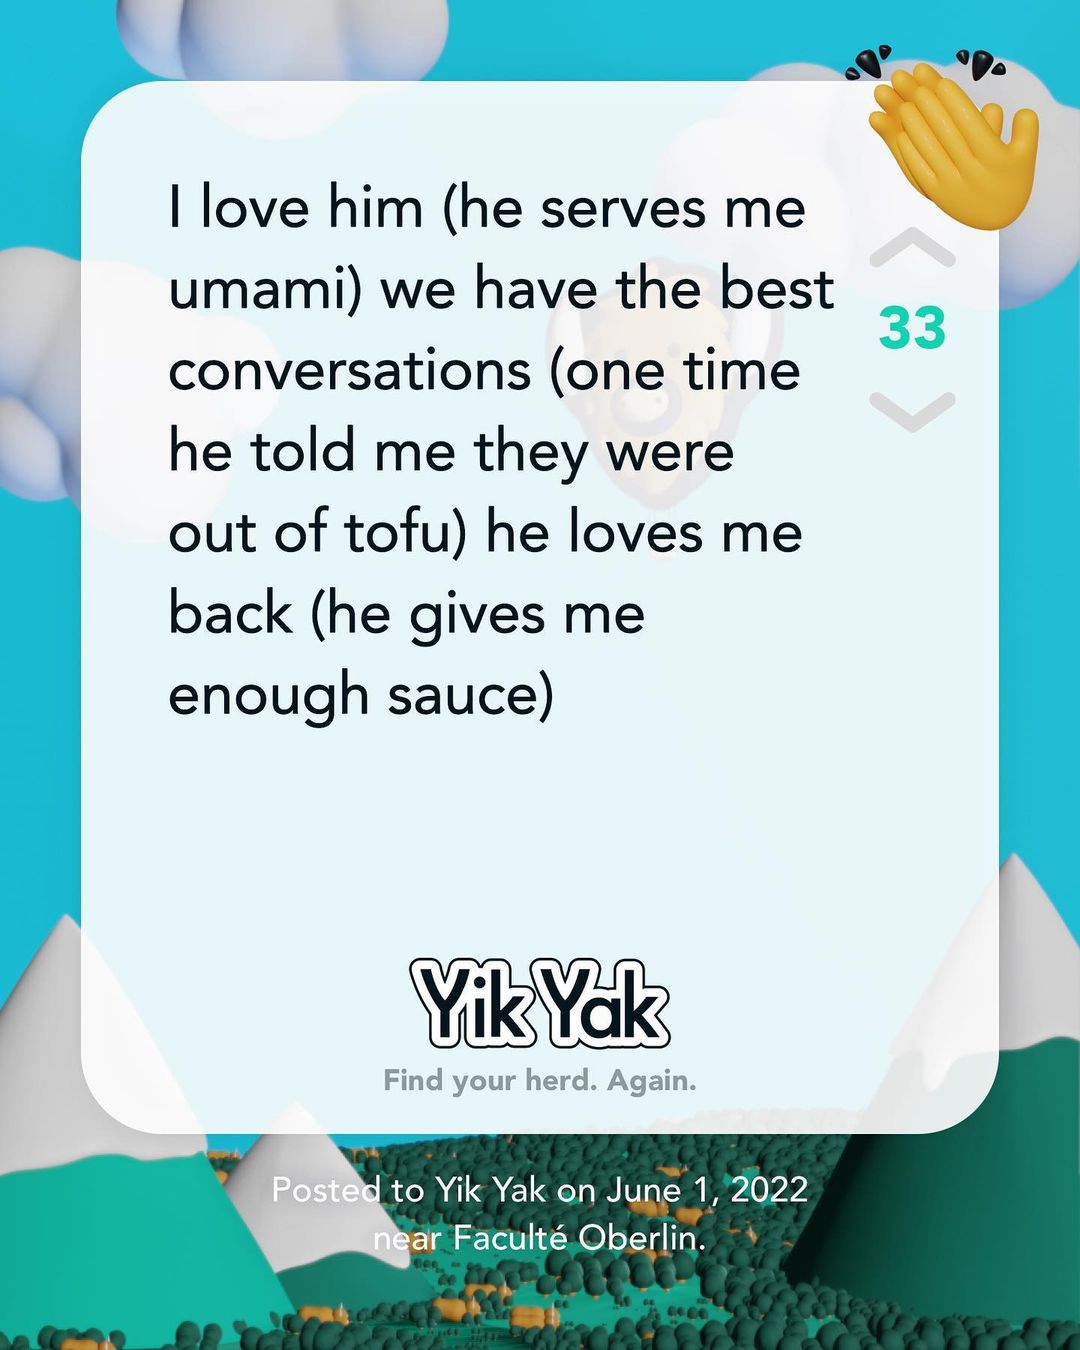 I love him (he serves me
umami) we have the best
conversations (one time
he told me they were
out of tofu) he loves me
back (he gives me
enough sauce)
33
Yik Yak
Find your herd. Again.
Posted to Yik Yak on June 1, 2022
near Faculté Oberlin.